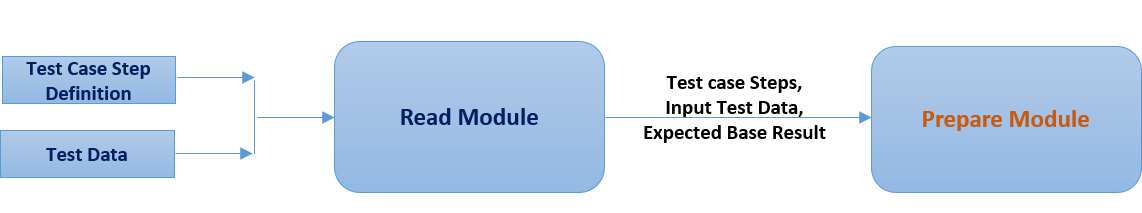 Test Case Step
Definition
Test Data
Read Module
Test case Steps,
Input Test Data,
Expected Base Result
Prepare Module